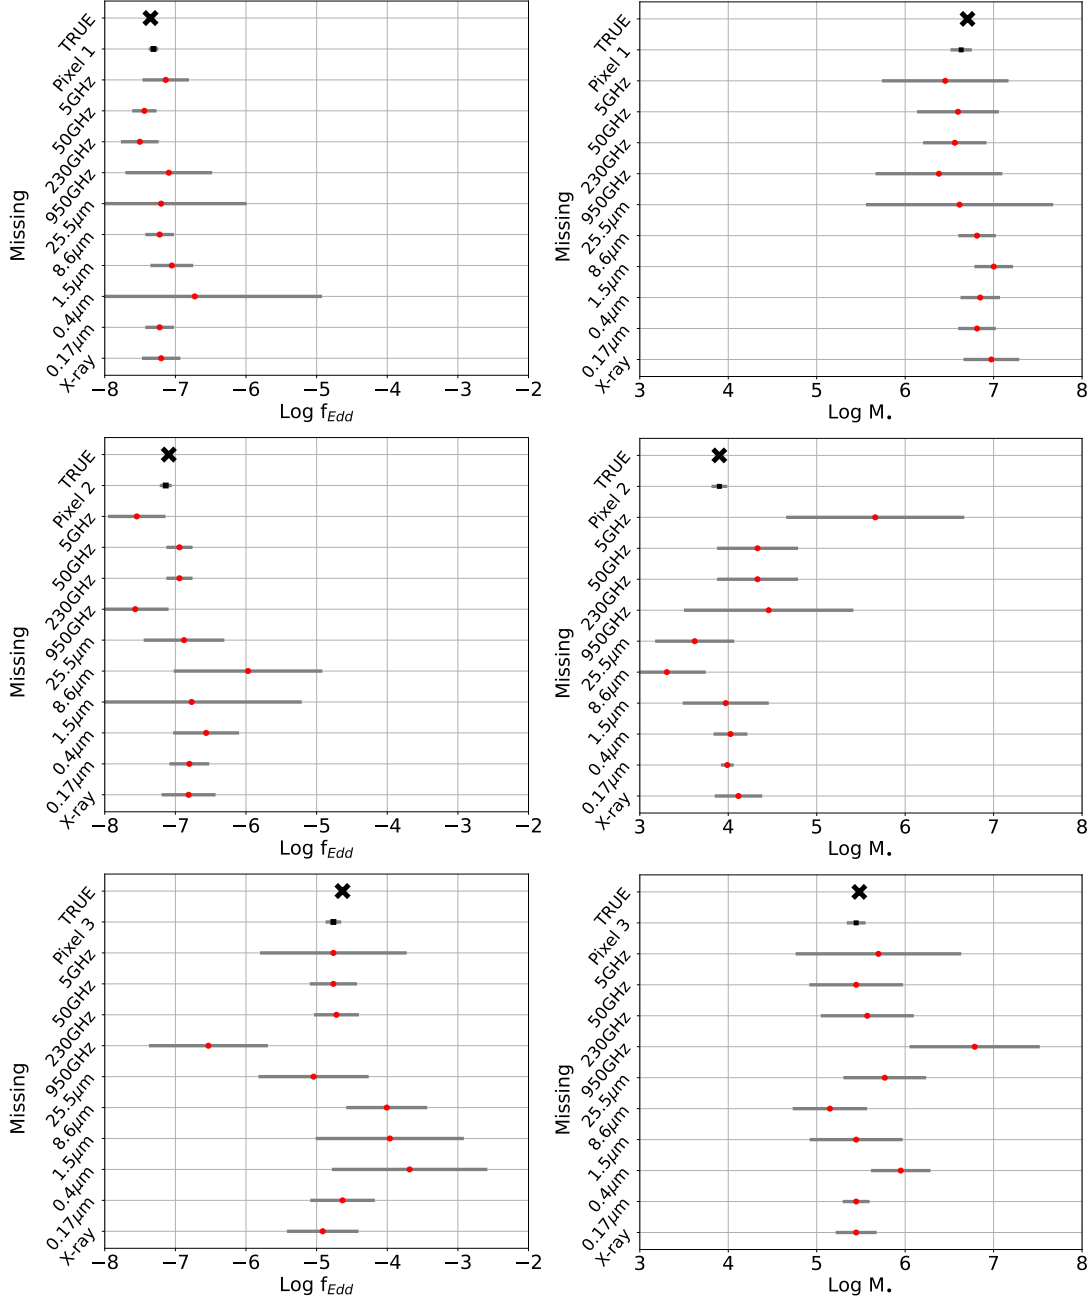 TRUE
Pixel 1
5GHz
50GHz
230GHz
950GHz
25.5μm
8.6μm
1.5μm
0.4μm
0.17μm
X-ray
Missing
−8 −7 −6 −5 −4 −3 −2
Log f_Edd
TRUE
Pixel 1
5GHz
50GHz
230GHz
950GHz
25.5μm
8.6μm
1.5μm
0.4μm
0.17μm
X-ray
Missing
3 4 5 6 7 8
Log M•
TRUE
Pixel 2
5GHz
50GHz
230GHz
950GHz
25.5μm
8.6μm
1.5μm
0.4μm
0.17μm
X-ray
Missing
−8 −7 −6 −5 −4 −3 −2
Log f_Edd
TRUE
Pixel 2
5GHz
50GHz
230GHz
950GHz
25.5μm
8.6μm
1.5μm
0.4μm
0.17μm
X-ray
Missing
3 4 5 6 7 8
Log M•
TRUE
Pixel 3
5GHz
50GHz
230GHz
950GHz
25.5μm
8.6μm
1.5μm
0.4μm
0.17μm
X-ray
Missing
−8 −7 −6 −5 −4 −3 −2
Log f_Edd
TRUE
Pixel 3
5GHz
50GHz
230GHz
950GHz
25.5μm
8.6μm
1.5μm
0.4μm
0.17μm
X-ray
Missing
3 4 5 6 7 8
Log M•